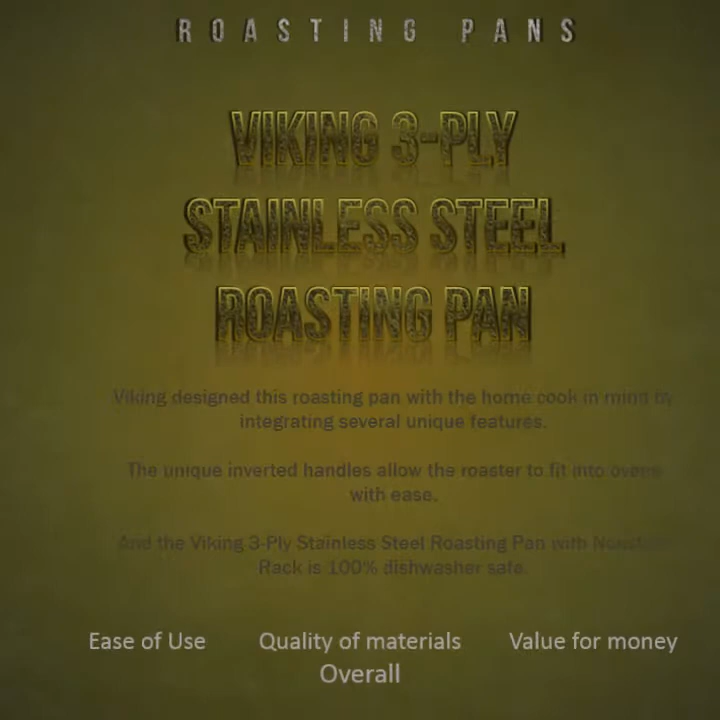 ROASTING PANS
VIKING 3-PLY
STAINLESS STEEL
ROASTING PAN
Viking designed this roasting pan with the home cook in mind by
integrating several unique features.
The unique inverted handles allow the roaster to fit into ovens
with ease.
And the Viking 3-Ply Stainless Steel Roasting Pan with Nonstick
Rack is 100% dishwasher safe.
Ease of Use Quality of materials Value for money
Overall